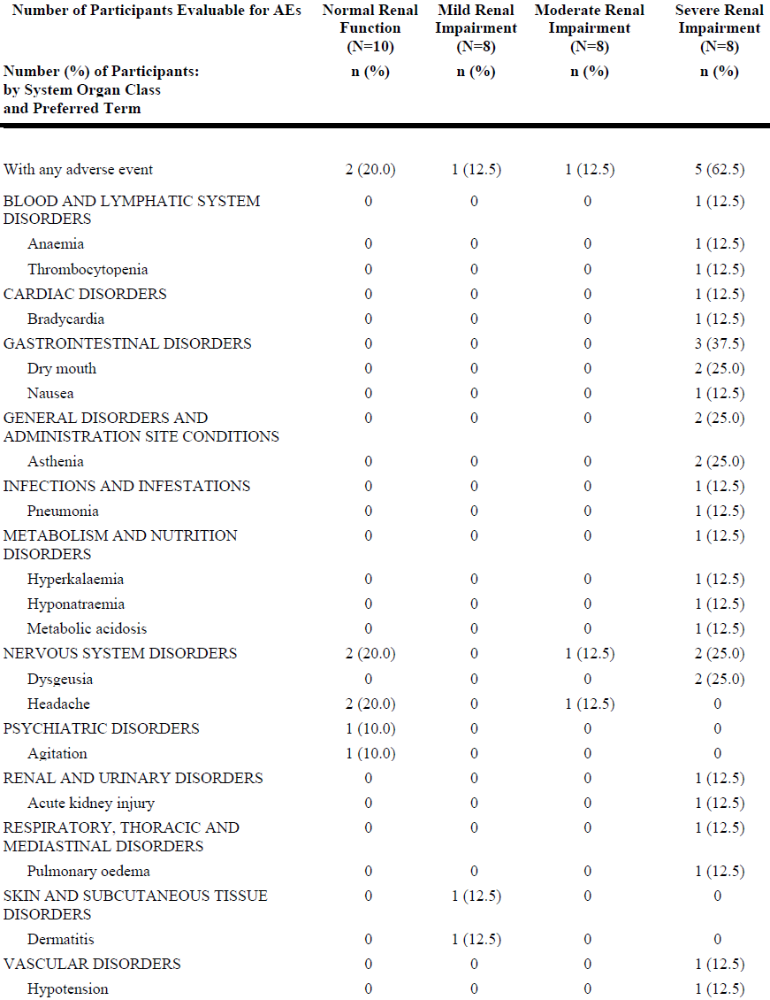 Number of Participants Evaluable for AEs Normal Renal Mild Renal Moderate Renal Severe Renal
Function Impairment Impairment Impairment
(N=10) (N=8) (N=8) (N=8)
Number (%) of Participants: n (%) n (%) n (%) n (%)
by System Organ Class
and Preferred Term
With any adverse event 2 (20.0) 1 (12.5) 1 (12.5) 5 (62.5)
BLOOD AND LYMPHATIC SYSTEM 0 0 0 1 (12.5)
DISORDERS
Anaemia 0 0 0 1 (12.5)
Thrombocytopenia 0 0 0 1 (12.5)
CARDIAC DISORDERS 0 0 0 1 (12.5)
Bradycardia 0 0 0 1 (12.5)
GASTROINTESTINAL DISORDERS 0 0 0 3 (37.5)
Dry mouth 0 0 0 2 (25.0)
Nausea 0 0 0 1 (12.5)
GENERAL DISORDERS AND 0 0 0 2 (25.0)
ADMINISTRATION SITE CONDITIONS
Asthenia 0 0 0 2 (25.0)
INFECTIONS AND INFESTATIONS 0 0 0 1 (12.5)
Pneumonia 0 0 0 1 (12.5)
METABOLISM AND NUTRITION 0 0 0 1 (12.5)
DISORDERS
Hyperkalaemia 0 0 0 1 (12.5)
Hyponatraemia 0 0 0 1 (12.5)
Metabolic acidosis 0 0 0 1 (12.5)
NERVOUS SYSTEM DISORDERS 2 (20.0) 0 1 (12.5) 2 (25.0)
Dysgeusia 0 0 0 2 (25.0)
Headache 2 (20.0) 0 1 (12.5) 0
PSYCHIATRIC DISORDERS 1 (10.0) 0 0 0
Agitation 1 (10.0) 0 0 0
RENAL AND URINARY DISORDERS 0 0 0 1 (12.5)
Acute kidney injury 0 0 0 1 (12.5)
RESPIRATORY, THORACIC AND 0 0 0 1 (12.5)
MEDIASTINAL DISORDERS
Pulmonary oedema 0 0 0 1 (12.5)
SKIN AND SUBCUTANEOUS TISSUE 0 1 (12.5) 0 0
DISORDERS
Dermatitis 0 1 (12.5) 0 0
VASCULAR DISORDERS 0 0 0 1 (12.5)
Hypotension 0 0 0 1 (12.5)